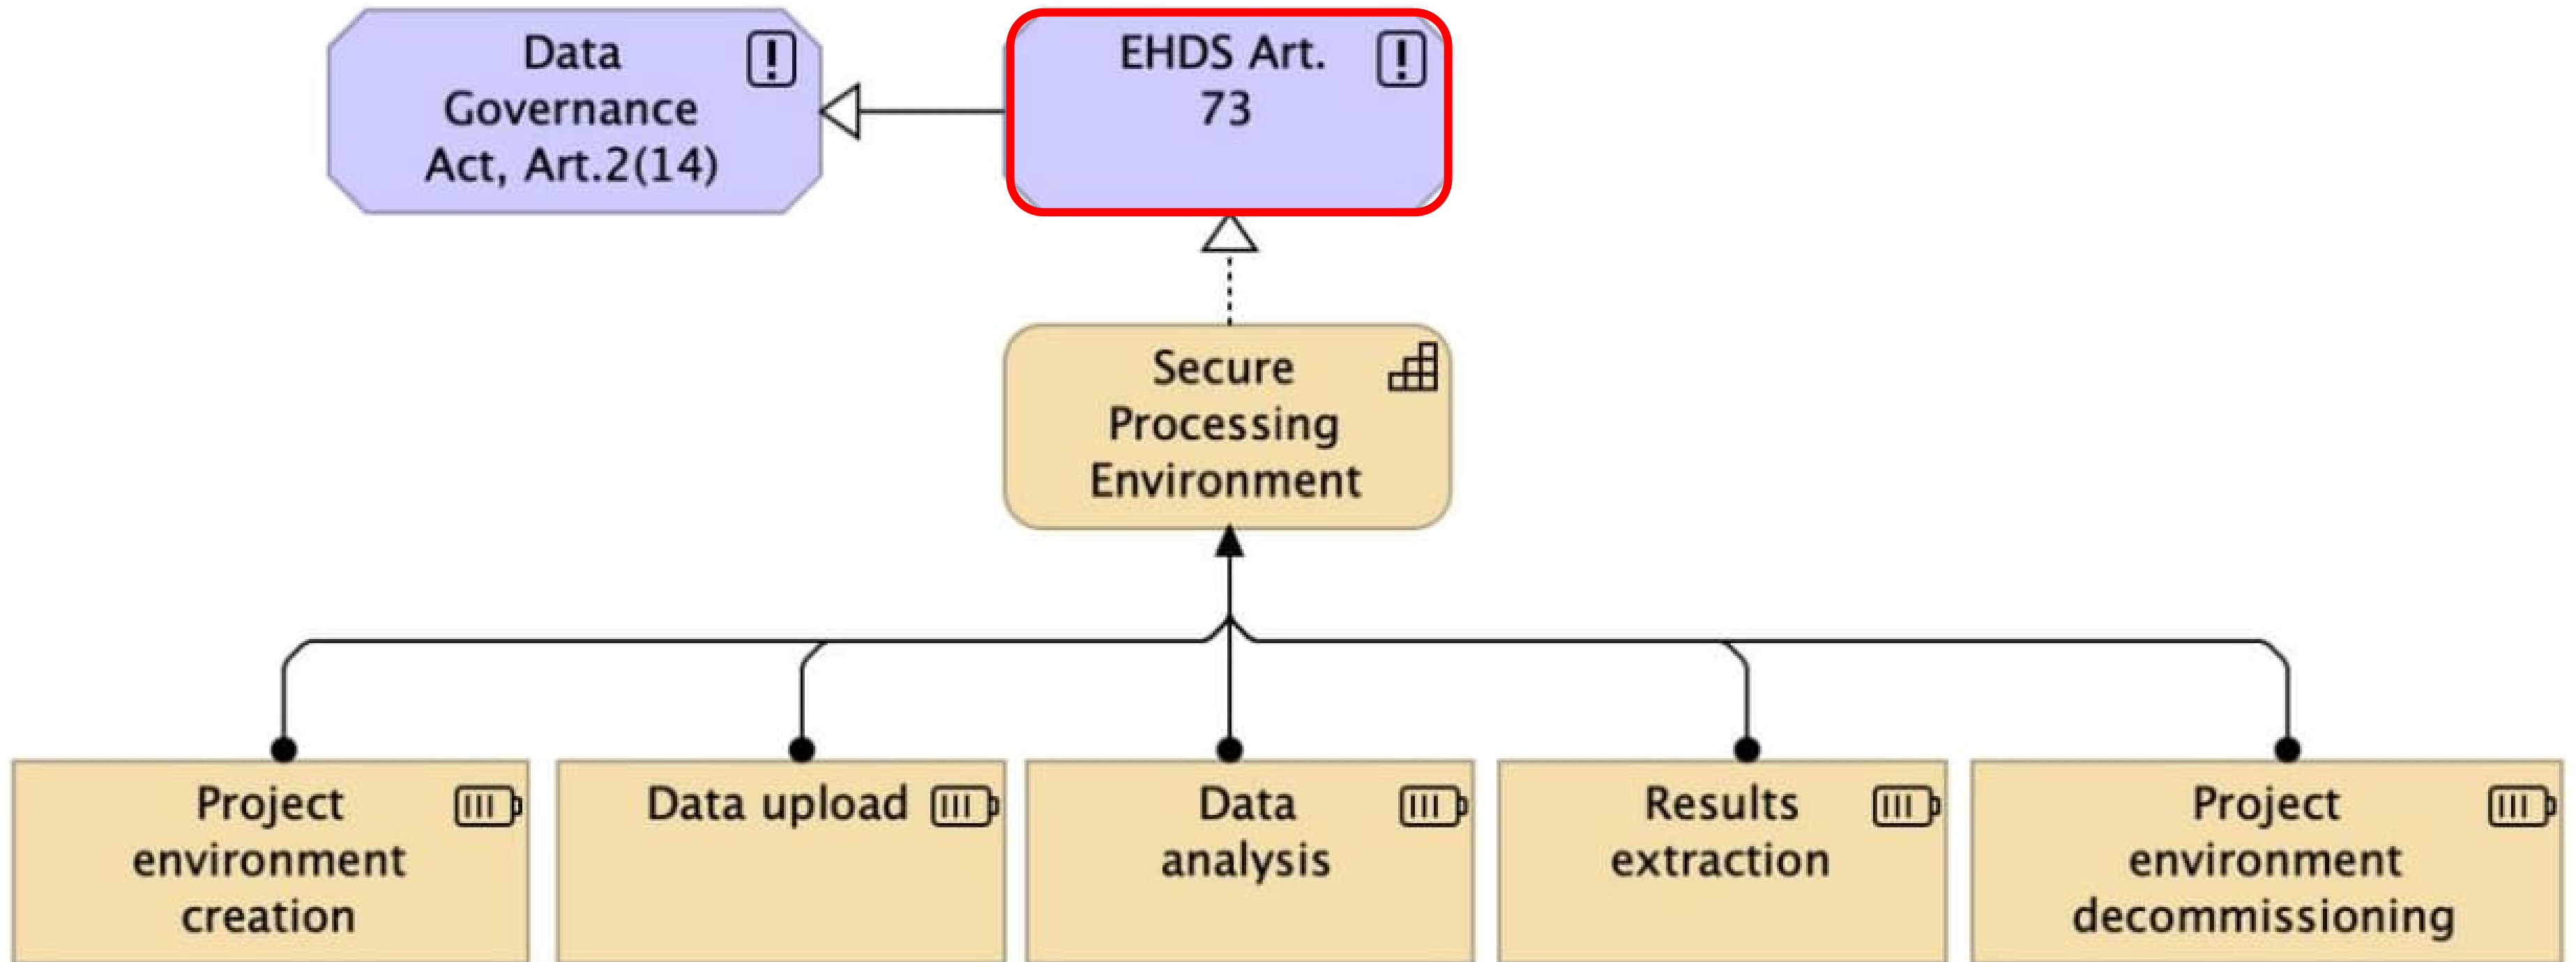 Data
Governance
Act, Art.2(14)
EHDS Art.
73
Secure
Processing
Environment
Project
environment
creation
Data upload
Data
analysis
Results
extraction
Project
environment
decommissioning